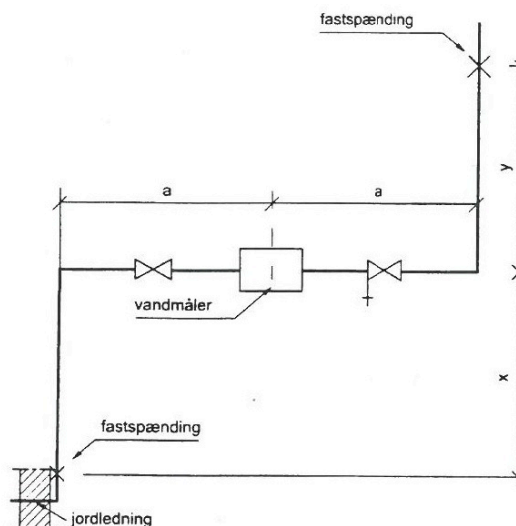 fastspænding
a
a
y
vandmåler
x
fastspænding
jordledning